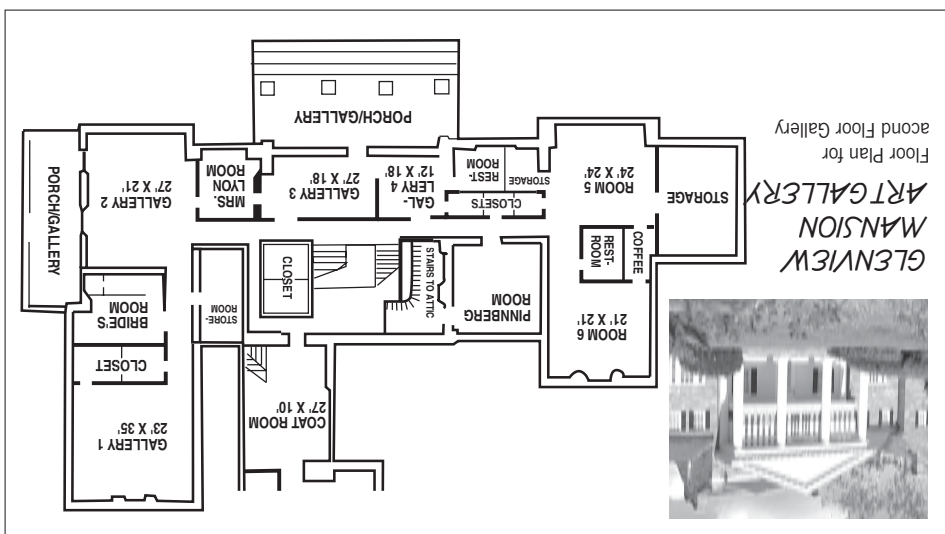 GLENVIEW
MANSION
ART GALLERY
Floor Plan for
acond Floor Gallery
ROOM 6
21' X 21'
REST-
ROOM
COFFEE
STORAGE
ROOM 5
24' X 24'
PINNBERG
ROOM
STAIRS TO ATTIC
CLOSETS
STORAGE
REST-
ROOM
COAT ROOM
27' X 10'
CLOSET
GAL-
LERY 4
12' X 18'
GALLERY 3
27' X 18'
PORCH/GALLERY
GALLERY 1
23' X 35'
CLOSET
BRIDE'S
ROOM
STORE-
ROOM
MRS.
LYON
ROOM
GALLERY 2
27' X 21'
PORCH/GALLERY